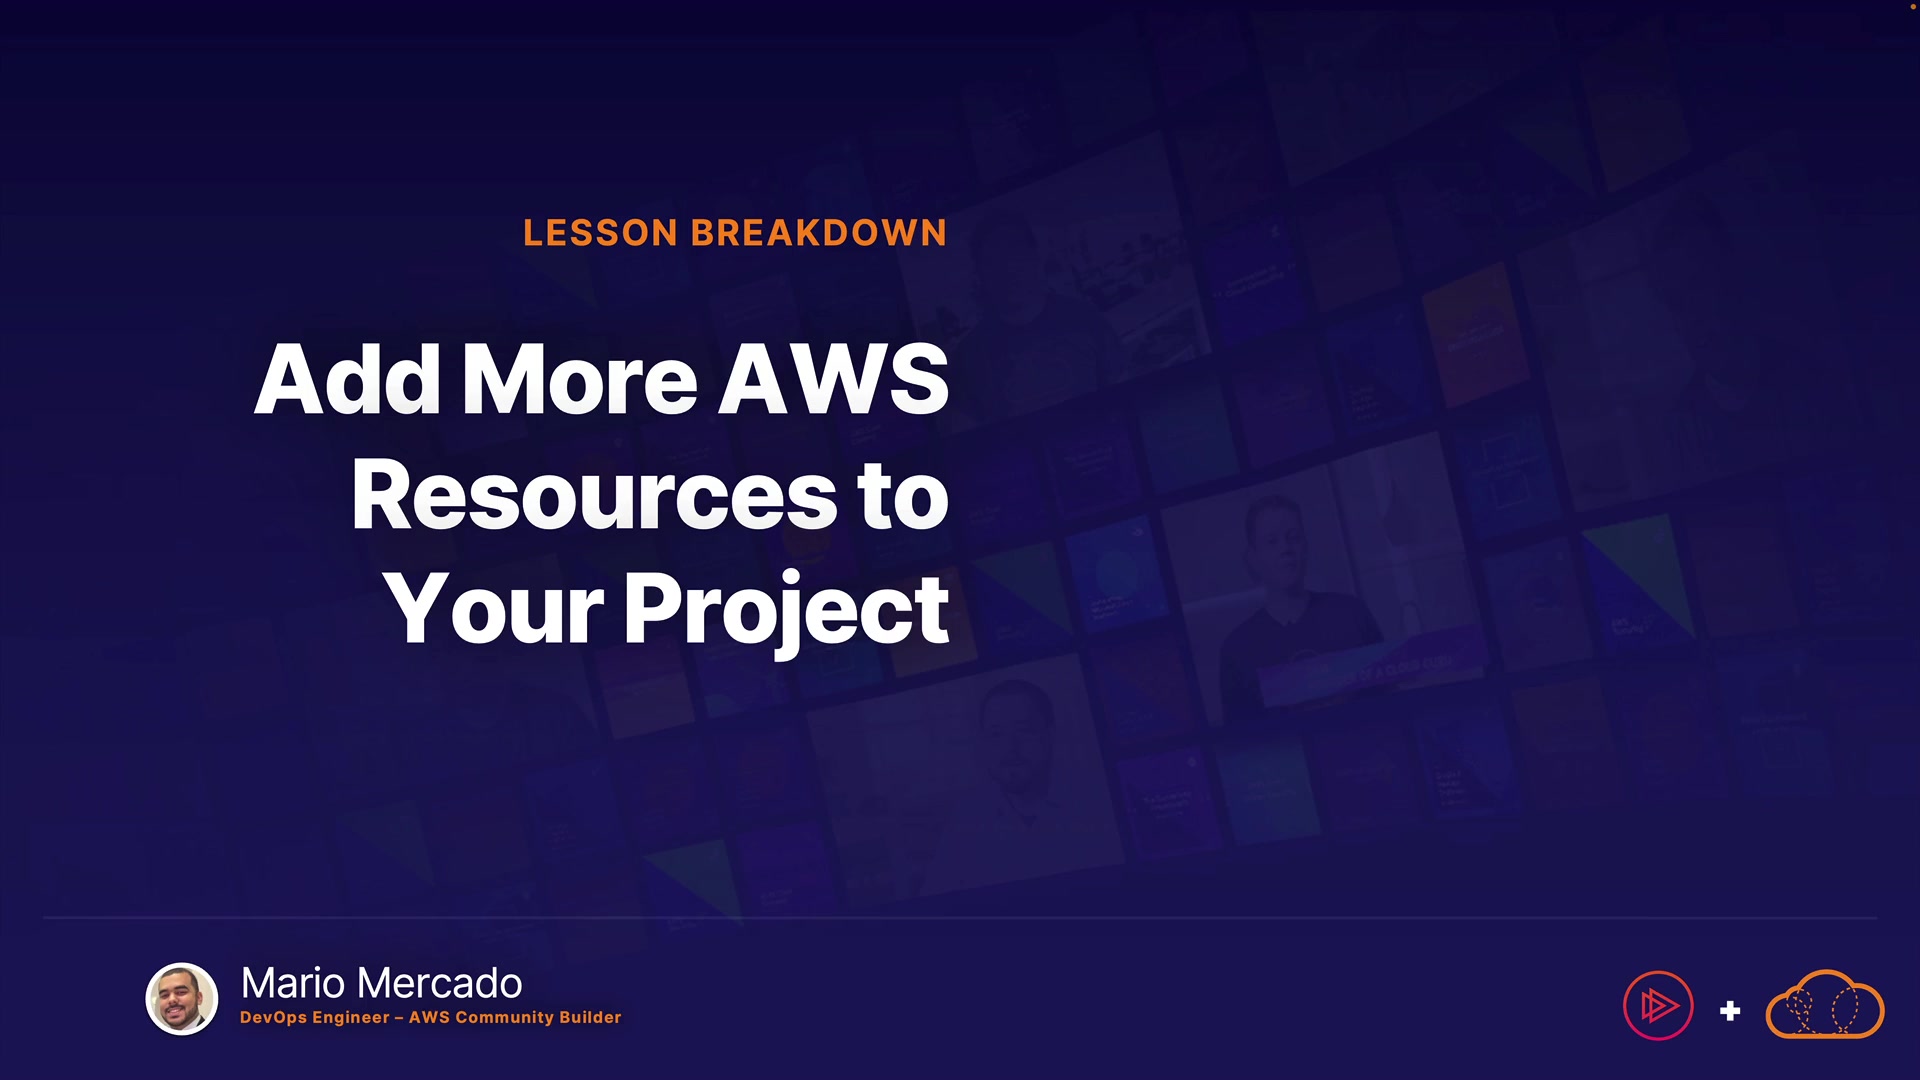 LESSON BREAKDOWN
Add More AWS
Resources to
Your Project
Mario Mercado
DevOps Engineer – AWS Community Builder